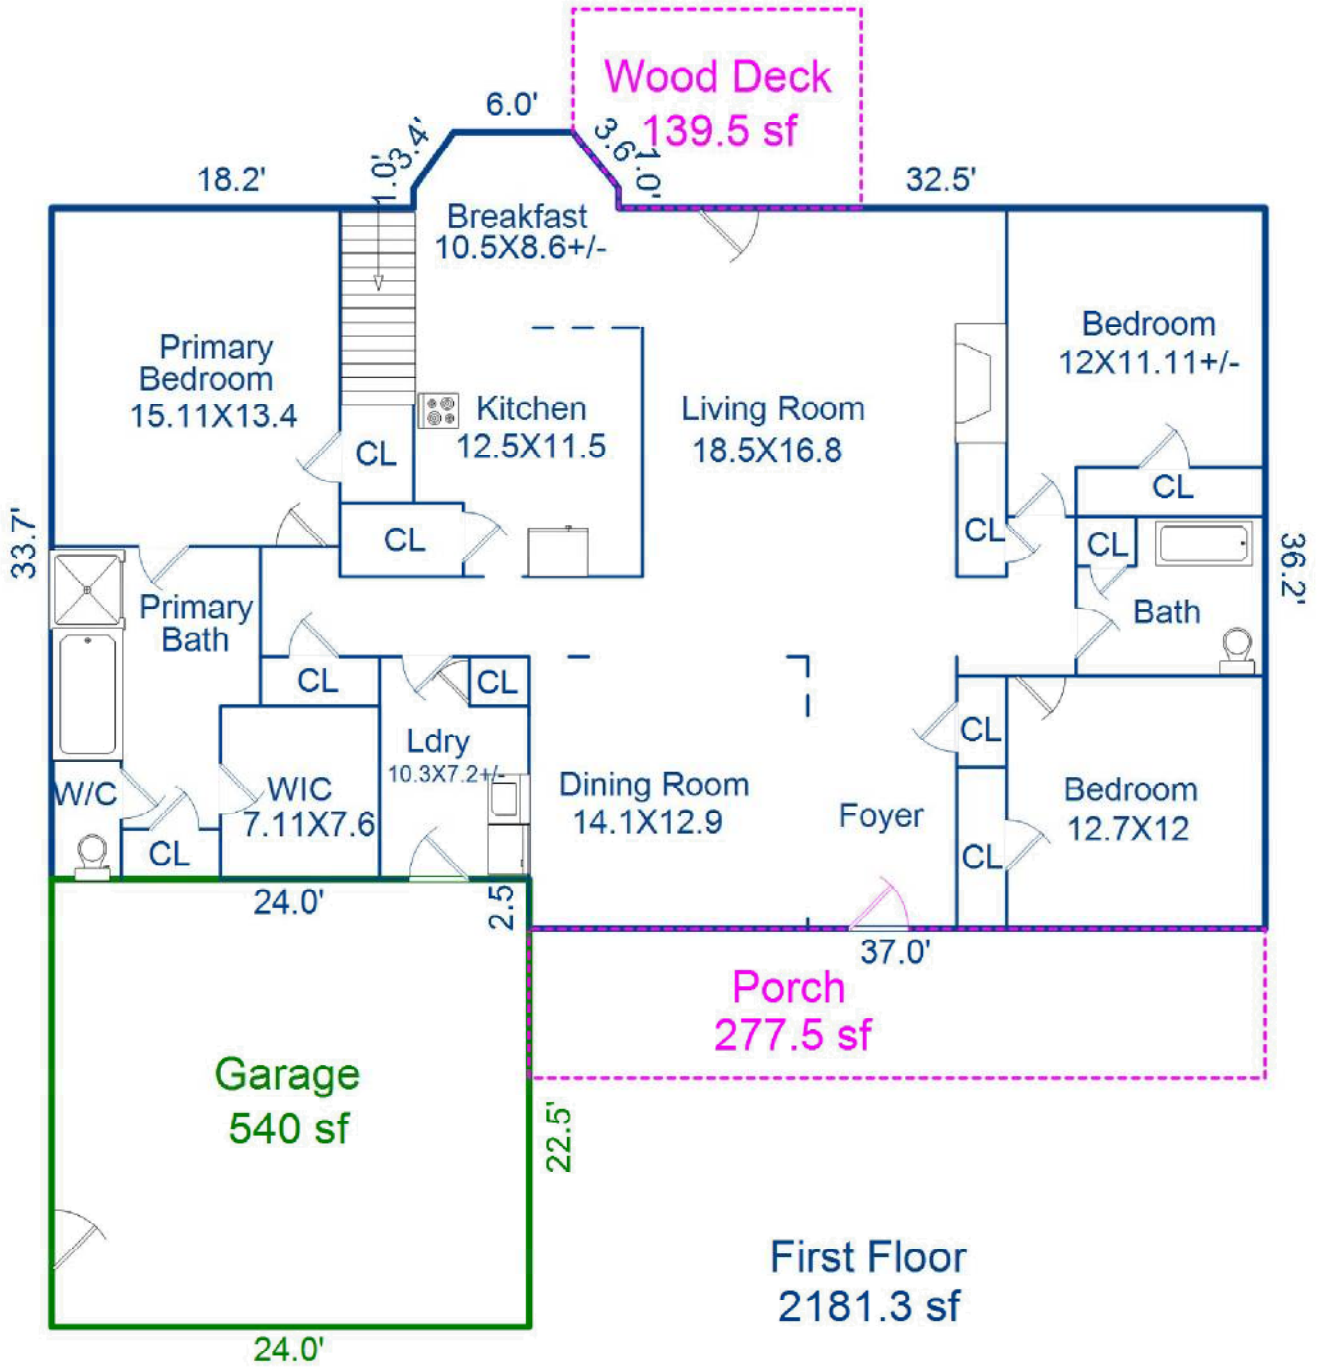 Wood Deck
139.5 sf
6.0'
3.4'
3.6'
1.0'
1.0'
18.2'
32.5'
Breakfast
10.5X8.6+/-
Primary
Bedroom
15.11X13.4
Kitchen
12.5X11.5
Living Room
18.5X16.8
Bedroom
12X11.11+/-
CL
CL
CL
CL
CL
33.7'
36.2'
Primary
Bath
Bath
CL
CL
Ldry
10.3X7.2+/-
CL
W/C
WIC
7.11X7.6
Dining Room
14.1X12.9
Foyer
Bedroom
12.7X12
CL
CL
24.0'
2.5'
37.0'
Porch
277.5 sf
Garage
540 sf
22.5'
First Floor
2181.3 sf
24.0'